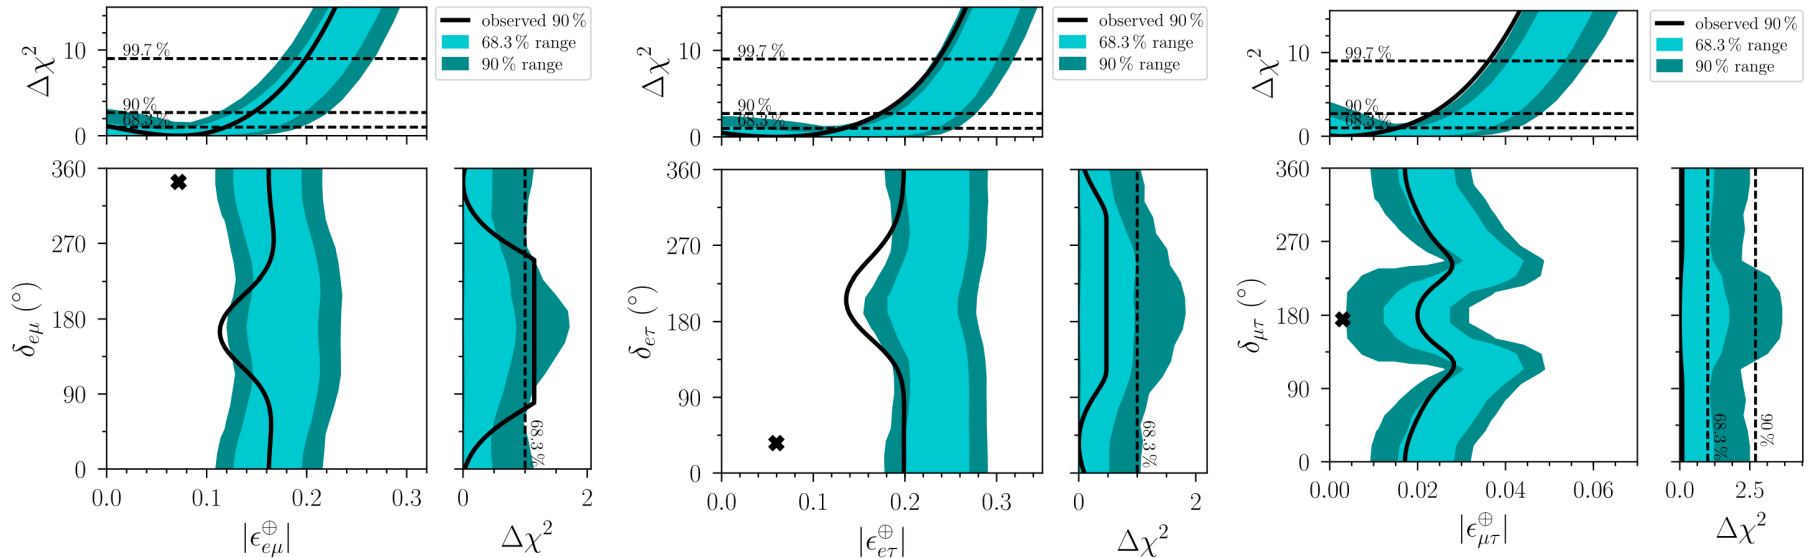 Δχ²
10
0
99.7 %
90 %
68.3 %
observed 90 %
68.3 % range
90 % range
δ_eμ (°)
360
270
180
90
0
0.0 0.1 0.2 0.3
|ϵ^⊕_eμ|
68.3 %
0 2
Δχ²
Δχ²
10
0
99.7 %
90 %
68.3 %
observed 90 %
68.3 % range
90 % range
δ_eτ (°)
360
270
180
90
0
0.0 0.1 0.2 0.3
|ϵ^⊕_eτ|
68.3 %
0 2
Δχ²
Δχ²
10
0
99.7 %
90 %
68.3 %
observed 90 %
68.3 % range
90 % range
δ_μτ (°)
360
270
180
90
0
0.00 0.02 0.04 0.06
|ϵ^⊕_μτ|
68.3 %
90 %
0.0 2.5
Δχ²